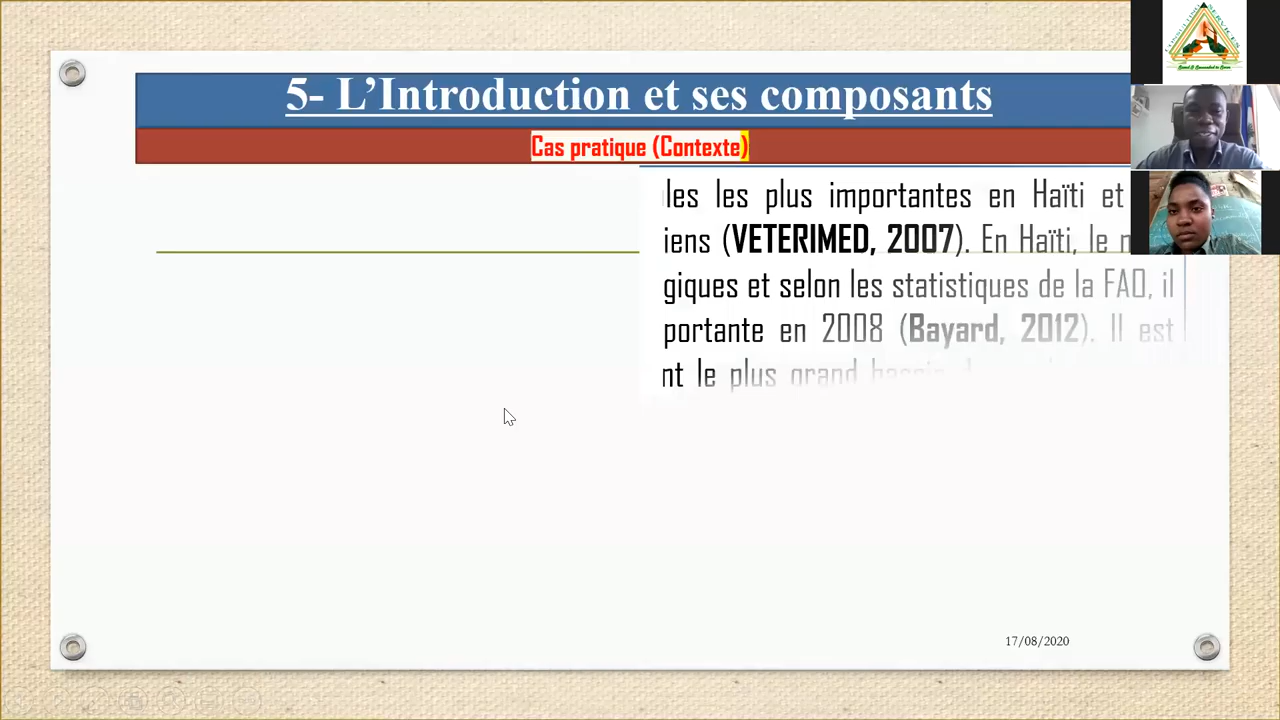 5- L’Introduction et ses composants
Cas pratique (Contexte)
les les plus importantes en Haïti et
iens (VETERIMED, 2007). En Haïti, le
giques et selon les statistiques de la FAO, il
portante en 2008 (Bayard, 2012). Il est
nt le plus grand bassin
17/08/2020